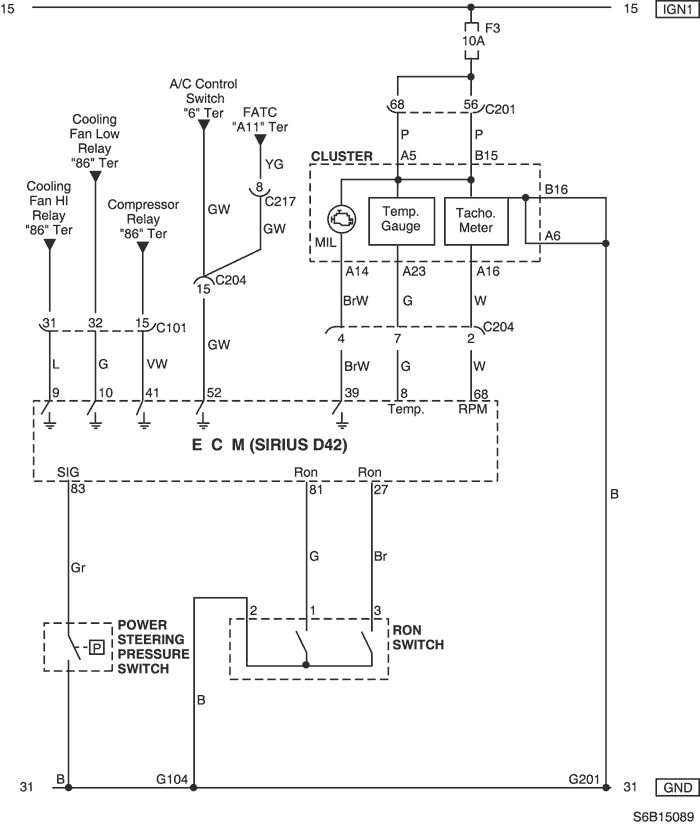 15
15
IGN1
F3
10A
A/C Control
Switch
"6" Ter
FATC
"A11" Ter
Cooling
Fan Low
Relay
"86" Ter
68
56
C201
P
P
CLUSTER
A5
B15
YG
8
C217
Cooling
Fan HI
Relay
"86" Ter
Compressor
Relay
"86" Ter
GW
GW
B16
Temp.
Gauge
Tacho.
Meter
MIL
A6
C204
15
A14
A23
A16
BrW
G
W
31
32
15
C101
C204
4
7
2
GW
L
G
VW
BrW
G
W
9
10
41
52
39
8
68
Temp.
RPM
E C M (SIRIUS D42)
SIG
Ron
Ron
83
81
27
B
Gr
G
Br
2
1
3
POWER
STEERING
PRESSURE
SWITCH
P
RON
SWITCH
B
31
B
G104
G201
31
GND
S6B15089